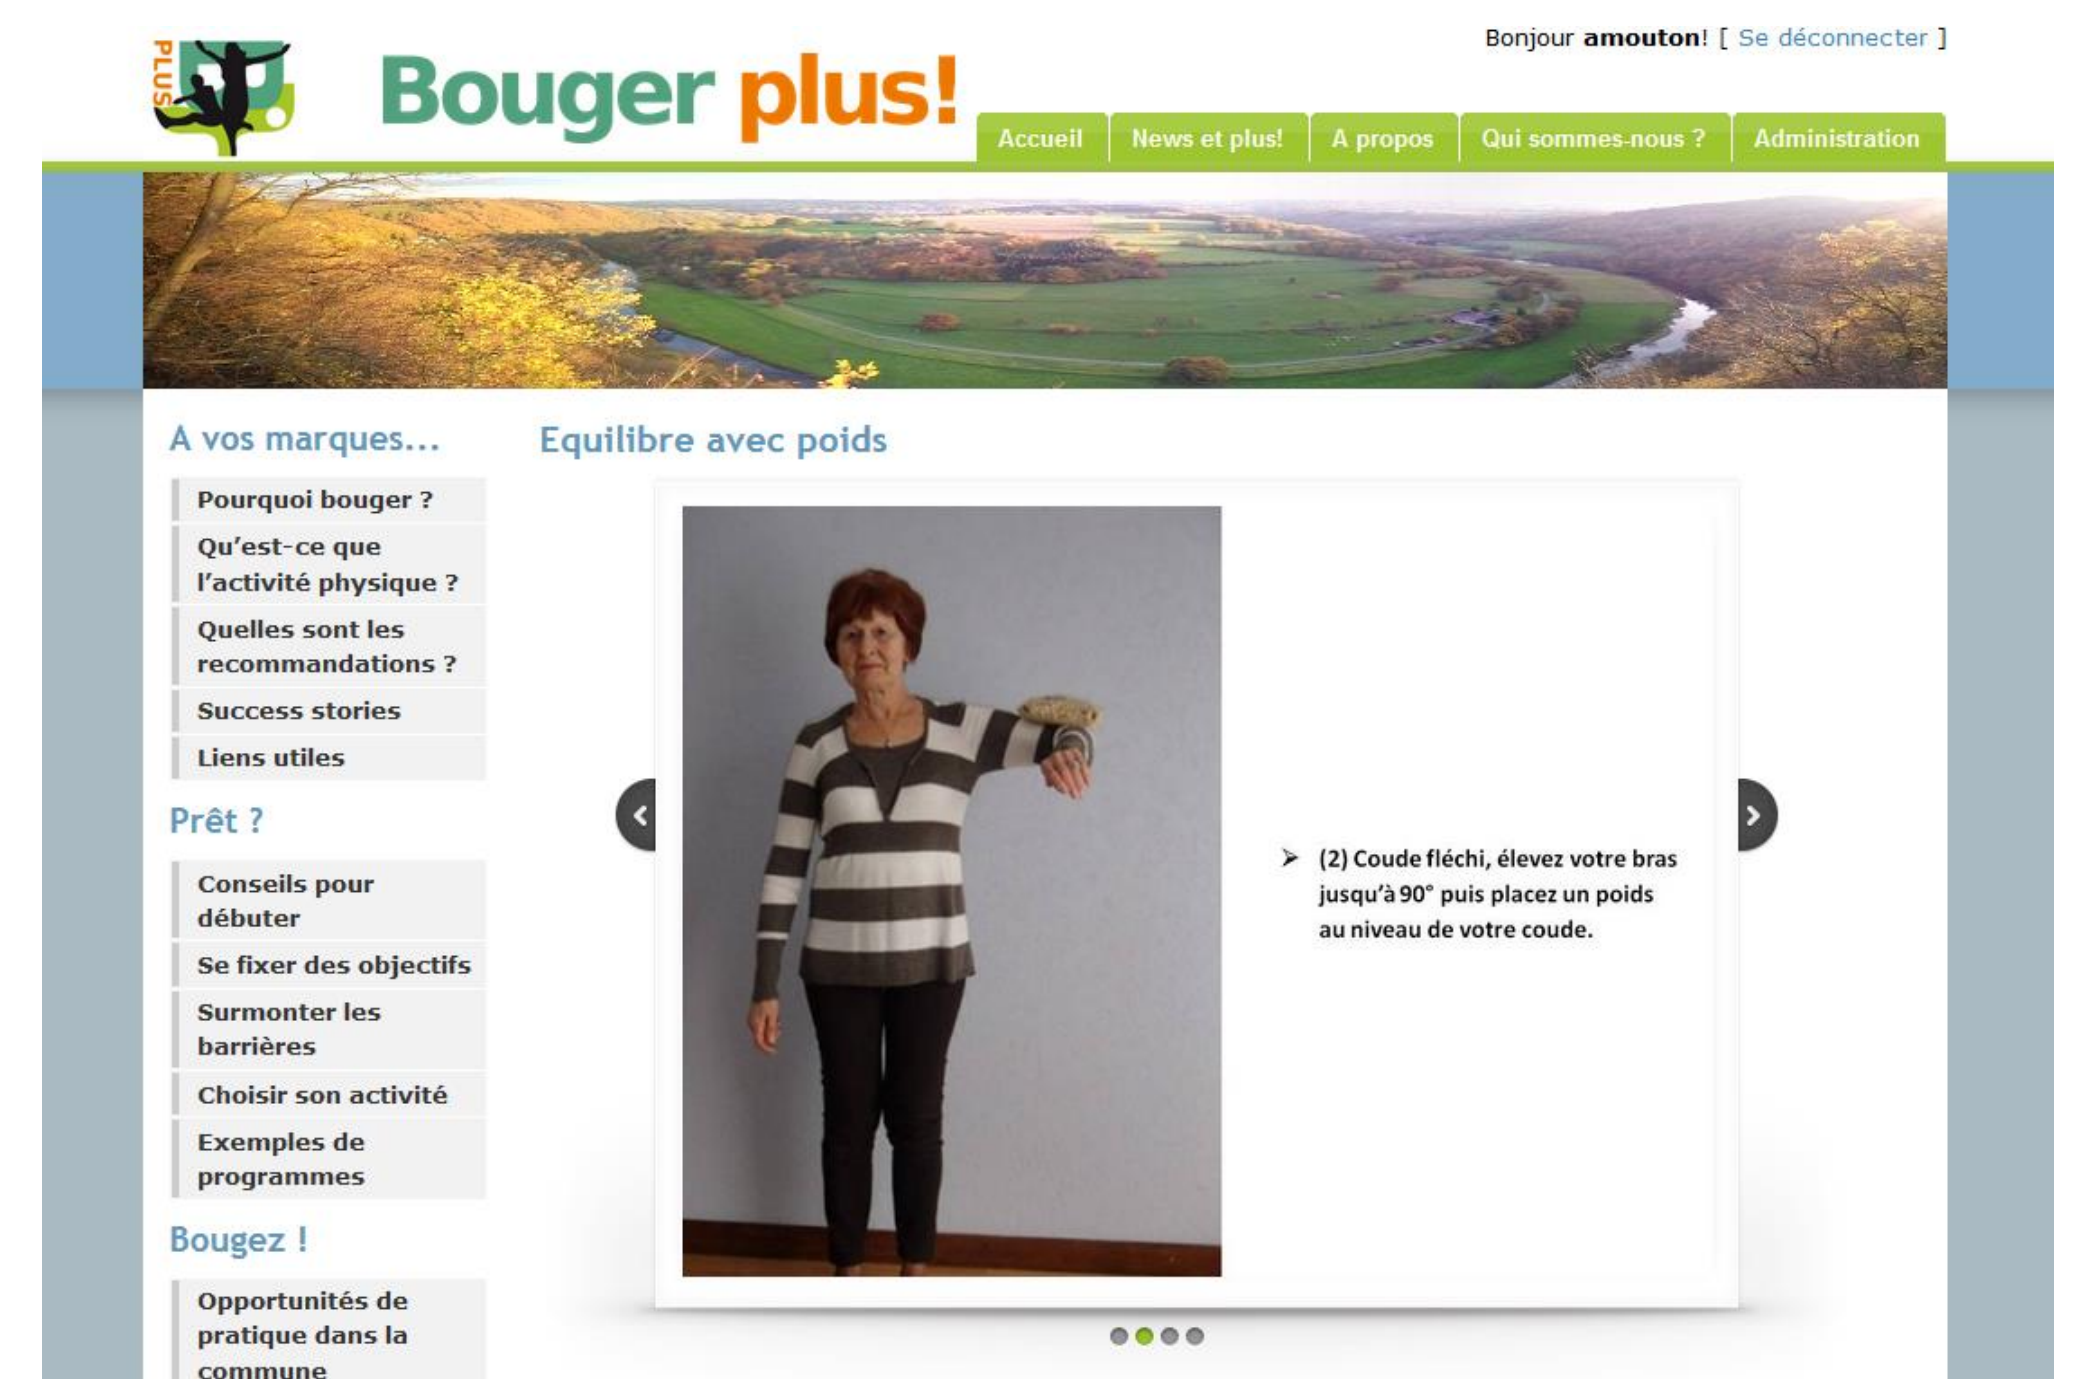 Bonjour amouton! [ Se déconnecter ]
PLUS
Bouger plus!
Accueil
News et plus!
A propos
Qui sommes-nous ?
Administration
A vos marques...
Pourquoi bouger ?
Qu’est-ce que
l’activité physique ?
Quelles sont les
recommandations ?
Success stories
Liens utiles
Prêt ?
Conseils pour
débuter
Se fixer des objectifs
Surmonter les
barrières
Choisir son activité
Exemples de
programmes
Bougez !
Opportunités de
pratique dans la
commune
Equilibre avec poids
➢ (2) Coude fléchi, élevez votre bras
jusqu’à 90° puis placez un poids
au niveau de votre coude.